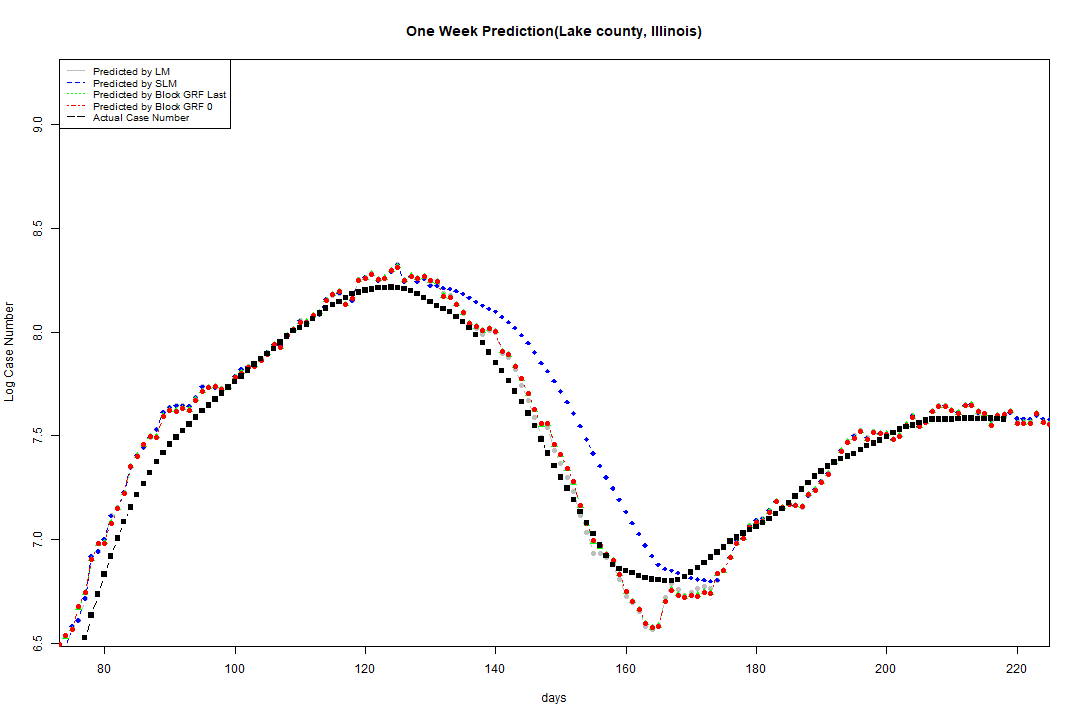 One Week Prediction(Lake county, Illinois)
Predicted by LM
Predicted by SLM
Predicted by Block GRF Last
Predicted by Block GRF 0
Actual Case Number
9.0
8.5
8.0
7.5
7.0
6.5
Log Case Number
80 100 120 140 160 180 200 220
days